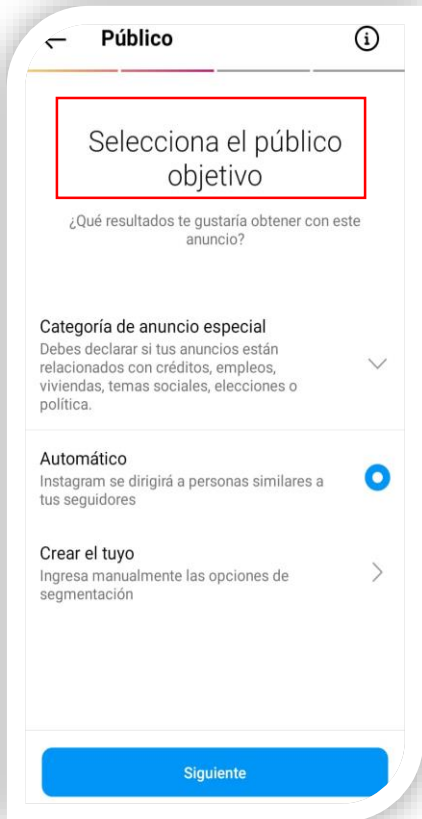 Público
Selecciona el público
objetivo
¿Qué resultados te gustaría obtener con este
anuncio?
Categoría de anuncio especial
Debes declarar si tus anuncios están
relacionados con créditos, empleos,
viviendas, temas sociales, elecciones o
política.
Automático
Instagram se dirigirá a personas similares a
tus seguidores
Crear el tuyo
Ingresa manualmente las opciones de
segmentación
Siguiente